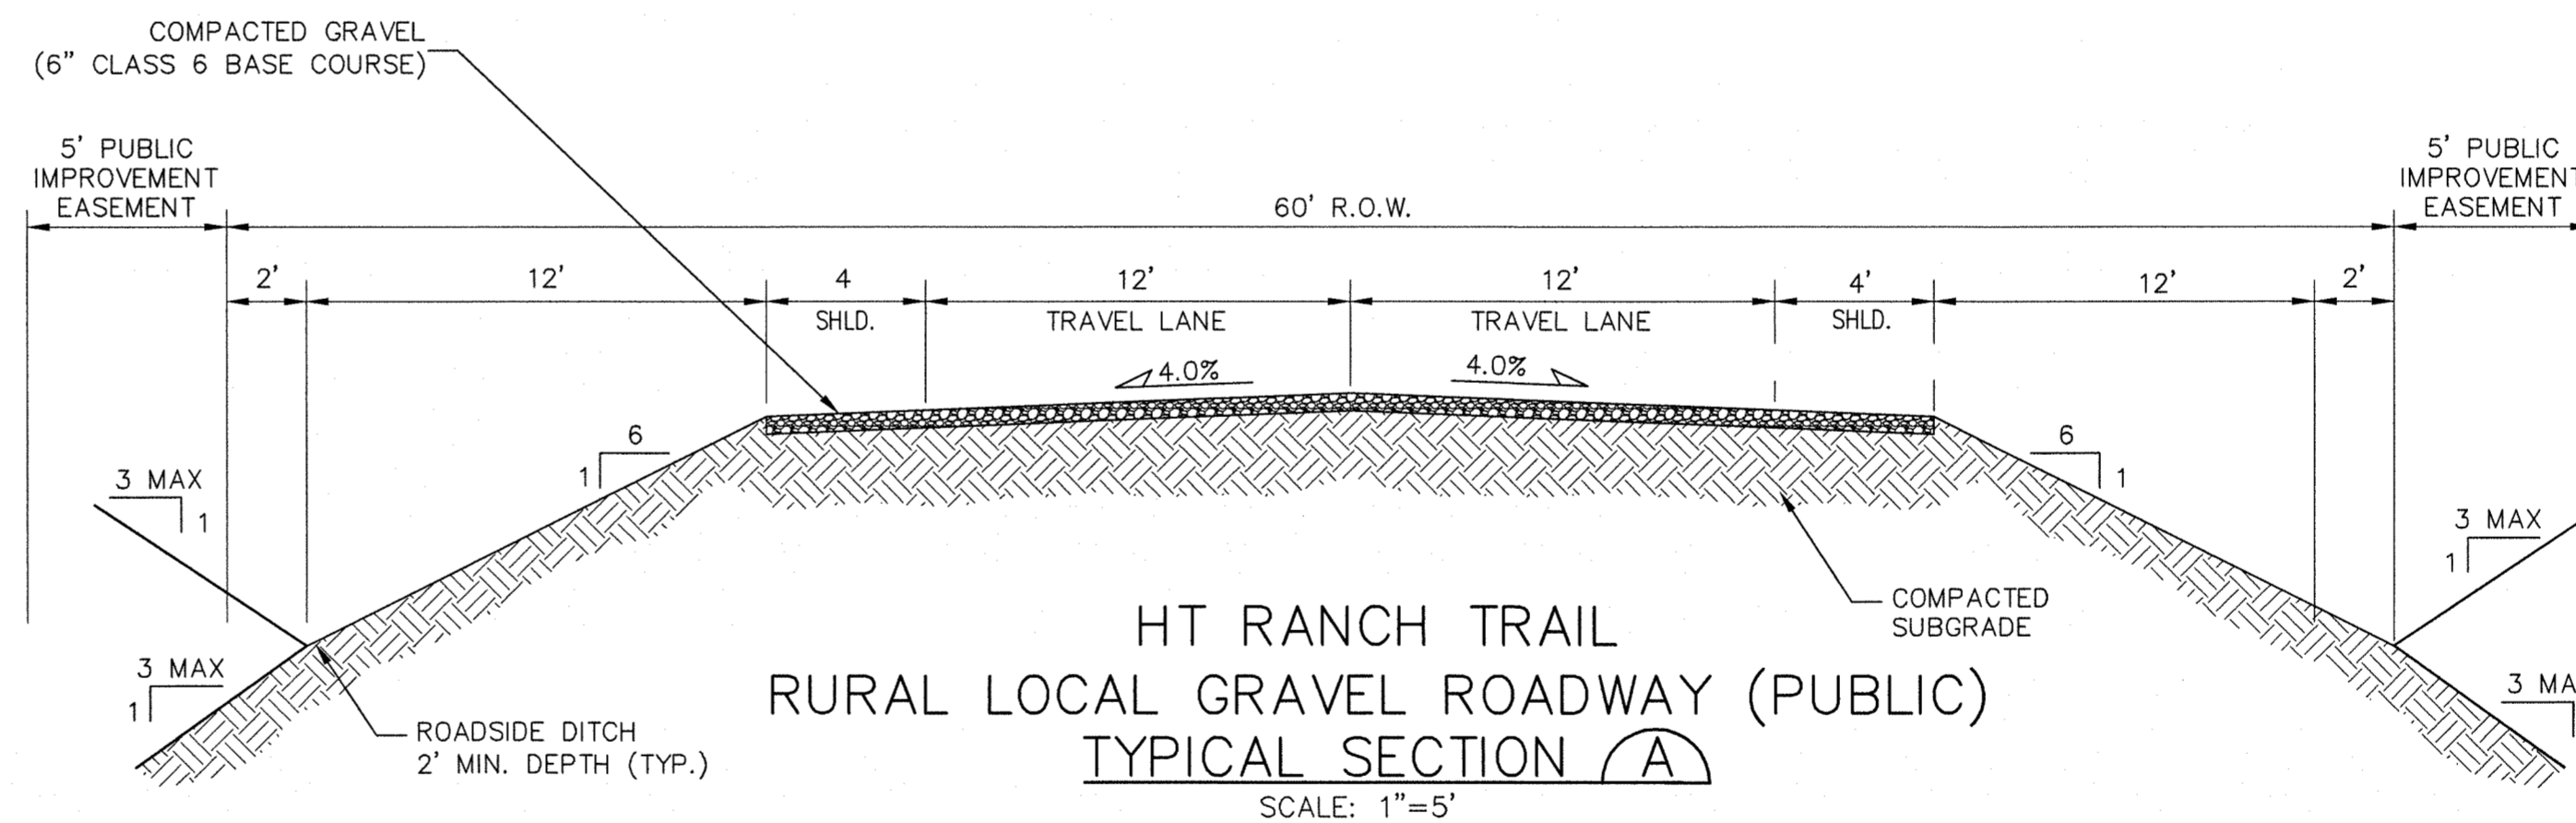 COMPACTED GRAVEL
(6" CLASS 6 BASE COURSE)
5' PUBLIC
IMPROVEMENT
EASEMENT
5' PUBLIC
IMPROVEMENT
EASEMENT
60' R.O.W.
2'
12'
4
12'
12'
4'
12'
2'
SHLD.
TRAVEL LANE
TRAVEL LANE
SHLD.
4.0%
4.0%
6
1
6
1
3 MAX
1
3 MAX
1
3 MAX
1
3 MA
1
COMPACTED
SUBGRADE
ROADSIDE DITCH
2' MIN. DEPTH (TYP.)
HT RANCH TRAIL
RURAL LOCAL GRAVEL ROADWAY (PUBLIC)
TYPICAL SECTION A
SCALE: 1"=5'